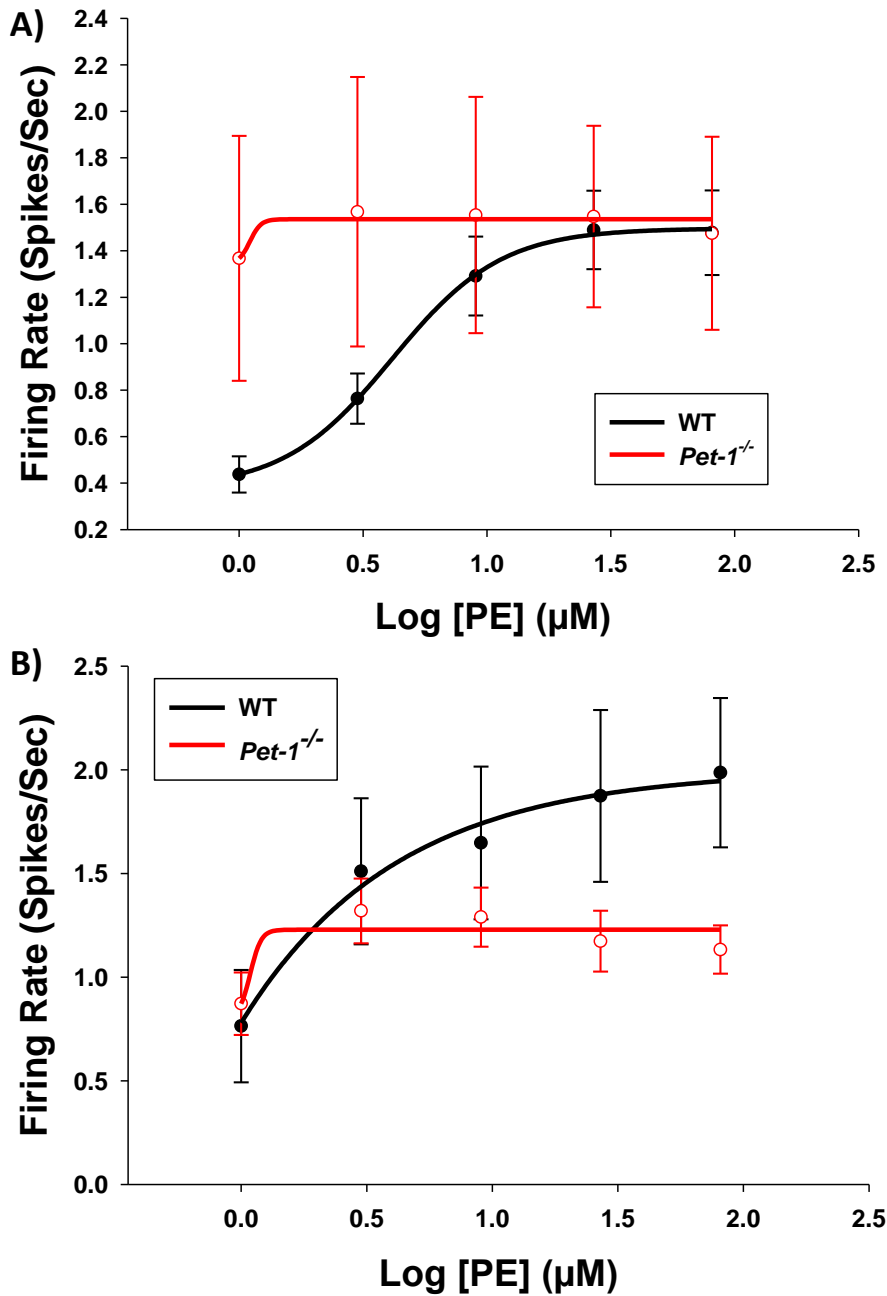 A)
Firing Rate (Spikes/Sec)
2.4
2.2
2.0
1.8
1.6
1.4
1.2
1.0
0.8
0.6
0.4
0.2
WT
Pet-1-/-
0.0 0.5 1.0 1.5 2.0 2.5
Log [PE] (µM)
B)
Firing Rate (Spikes/Sec)
2.5
2.0
1.5
1.0
0.5
0.0
WT
Pet-1-/-
0.0 0.5 1.0 1.5 2.0 2.5
Log [PE] (µM)